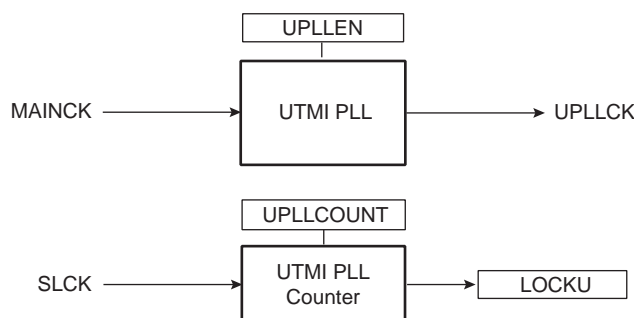 UPLLEN
MAINCK
UTMI PLL
UPLLCK
UPLLCOUNT
SLCK
UTMI PLL
Counter
LOCKU